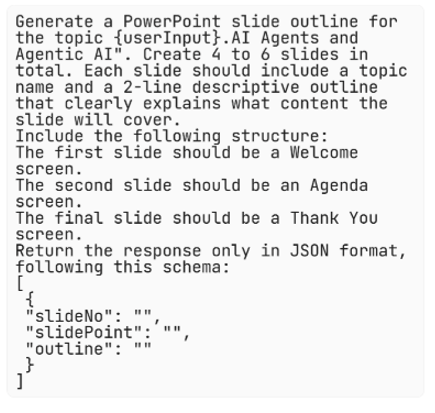 Generate a PowerPoint slide outline for
the topic {userInput}.AI Agents and
Agentic AI". Create 4 to 6 slides in
total. Each slide should include a topic
name and a 2-line descriptive outline
that clearly explains what content the
slide will cover.
Include the following structure:
The first slide should be a Welcome
screen.
The second slide should be an Agenda
screen.
The final slide should be a Thank You
screen.
Return the response only in JSON format,
following this schema:
[
 {
 "slideNo": "",
 "slidePoint": "",
 "outline": ""
 }
]